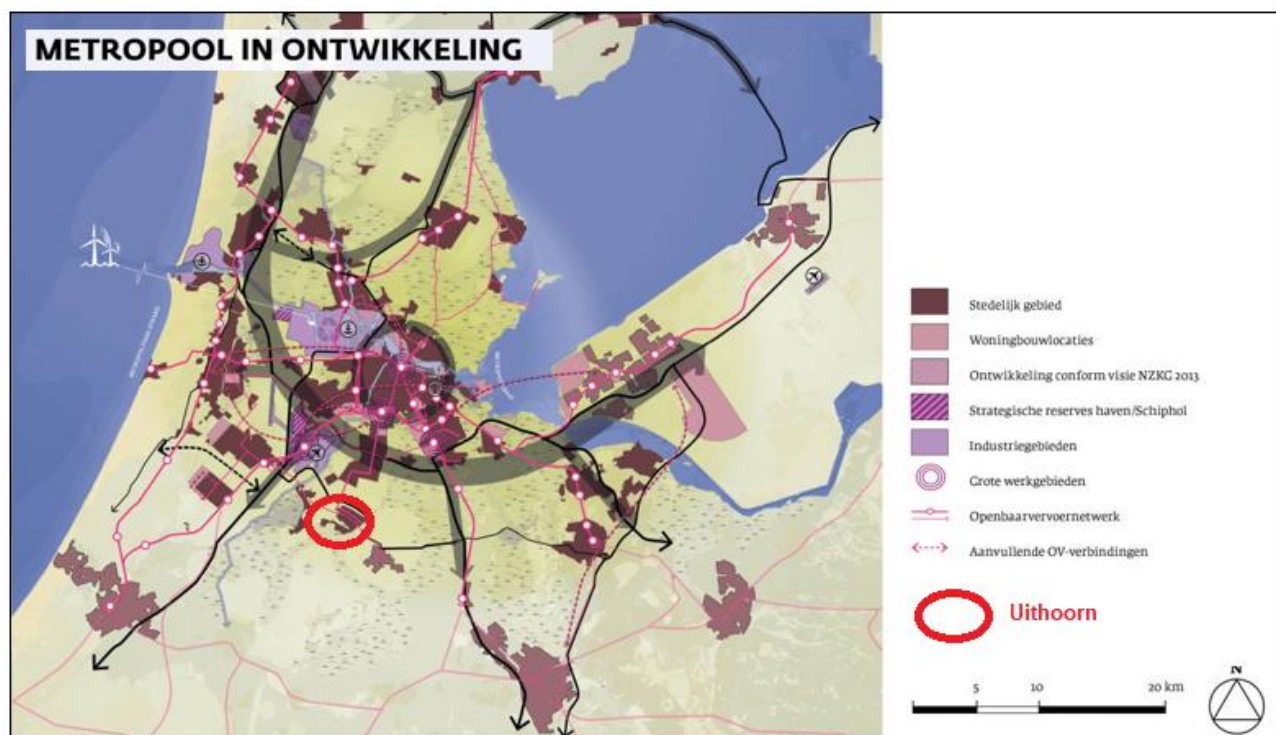 METROPOOL IN ONTWIKKELING
Stedelijk gebied
Woningbouwlocaties
Ontwikkeling conform visie NZKG 2013
Strategische reserves haven/Schiphol
Industriegebieden
Grote werkgebieden
Openbaarvervoernetwerk
Aanvullende OV-verbindingen
Uithoorn
N
5 10 20 km